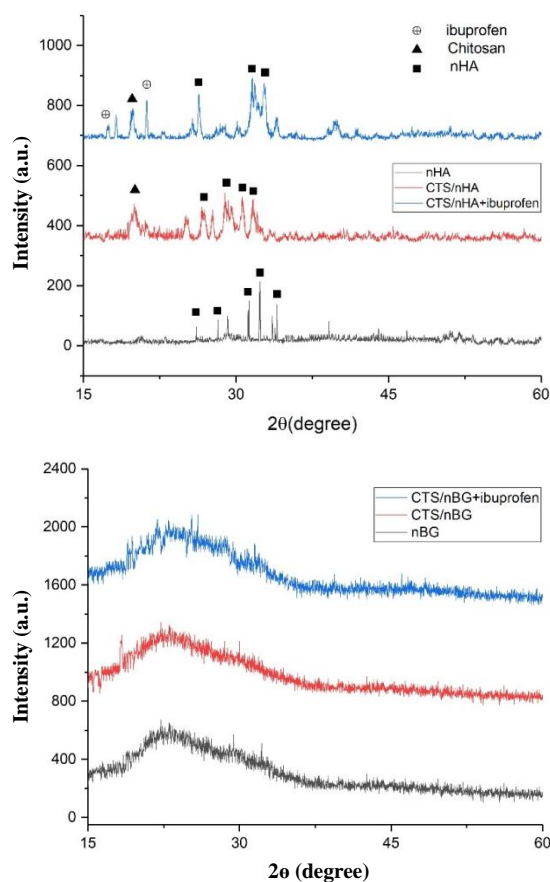 ⊕ ibuprofen
▲ Chitosan
■ nHA
1000
800
600
400
200
0
Intensity (a.u.)
nHA
CTS/nHA
CTS/nHA+ibuprofen
15 30 45 60
2θ(degree)
2400
2000
1600
1200
800
400
0
Intensity (a.u.)
CTS/nBG+ibuprofen
CTS/nBG
nBG
15 30 45 60
2ө (degree)